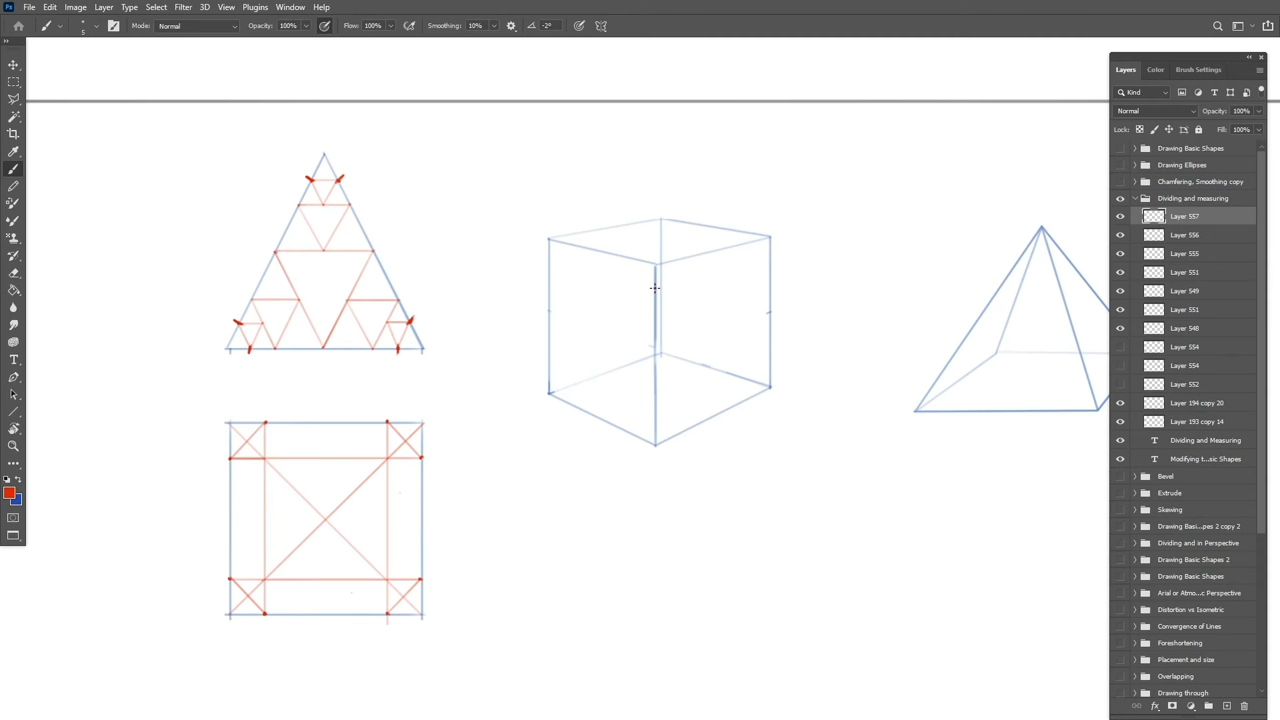 Ps File Edit Image Layer Type Select Filter 3D View Plugins Window Help
5 Mode: Normal Opacity: 100% Flow: 100% Smoothing: 10% -2°
Layers Color Brush Settings
Kind
Normal Opacity: 100%
Lock: Fill: 100%
Drawing Basic Shapes
Drawing Ellipses
Chamfering, Smoothing copy
Dividing and measuring
Layer 557
Layer 556
Layer 555
Layer 551
Layer 549
Layer 551
Layer 548
Layer 554
Layer 554
Layer 552
Layer 194 copy 20
Layer 193 copy 14
T Dividing and Measuring
T Modifying t...sic Shapes
Bevel
Extrude
Skewing
Drawing Basi...pes 2 copy 2
Dividing and in Perspective
Drawing Basic Shapes 2
Drawing Basic Shapes
Arial or Atmo...c Perspective
Distortion vs Isometric
Convergence of Lines
Foreshortening
Placement and size
Overlapping
Drawing through
fx